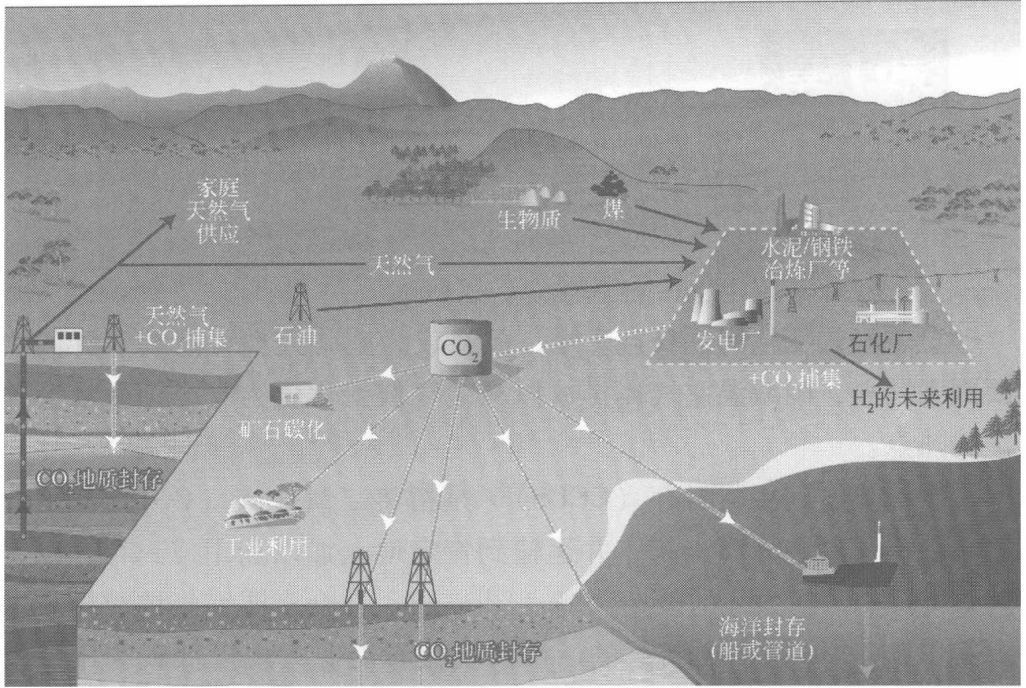 家庭
天然气
供应
生物质
煤
水泥/钢铁
冶炼厂等
天然气
天然气
+CO₂捕集
石油
CO₂
发电厂
石化厂
+CO₂捕集
H₂的未来利用
矿石碳化
CO₂地质封存
工业利用
CO₂地质封存
海洋封存
(船或管道)